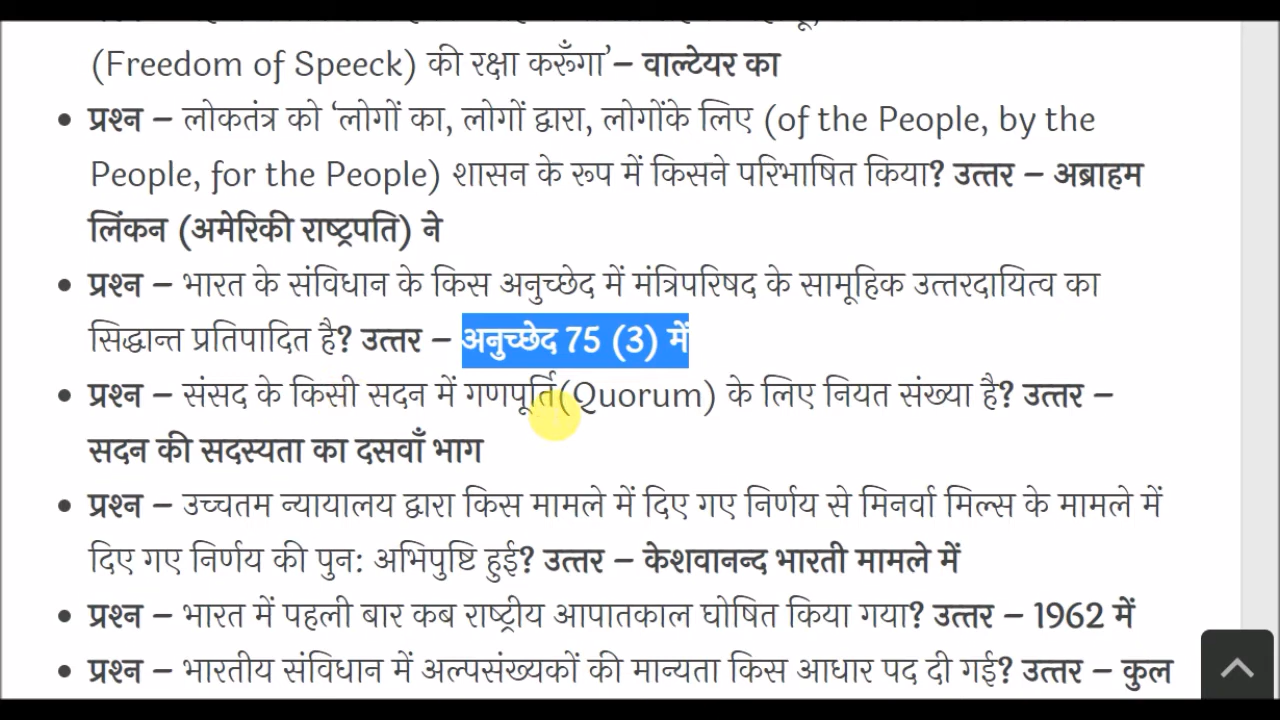 (Freedom of Speeck) की रक्षा करूँगा’– वाल्टेयर का
• प्रश्न – लोकतंत्र को ‘लोगों का, लोगों द्वारा, लोगोंके लिए (of the People, by the
People, for the People) शासन के रूप में किसने परिभाषित किया? उत्तर – अब्राहम
लिंकन (अमेरिकी राष्ट्रपति) ने
• प्रश्न – भारत के संविधान के किस अनुच्छेद में मंत्रिपरिषद के सामूहिक उत्तरदायित्व का
सिद्धान्त प्रतिपादित है? उत्तर – अनुच्छेद 75 (3) में
• प्रश्न – संसद के किसी सदन में गणपूर्ति(Quorum) के लिए नियत संख्या है? उत्तर –
सदन की सदस्यता का दसवाँ भाग
• प्रश्न – उच्चतम न्यायालय द्वारा किस मामले में दिए गए निर्णय से मिनर्वा मिल्स के मामले में
दिए गए निर्णय की पुन: अभिपुष्टि हुई? उत्तर – केशवानन्द भारती मामले में
• प्रश्न – भारत में पहली बार कब राष्ट्रीय आपातकाल घोषित किया गया? उत्तर – 1962 में
• प्रश्न – भारतीय संविधान में अल्पसंख्यकों की मान्यता किस आधार पद दी गई? उत्तर – कुल